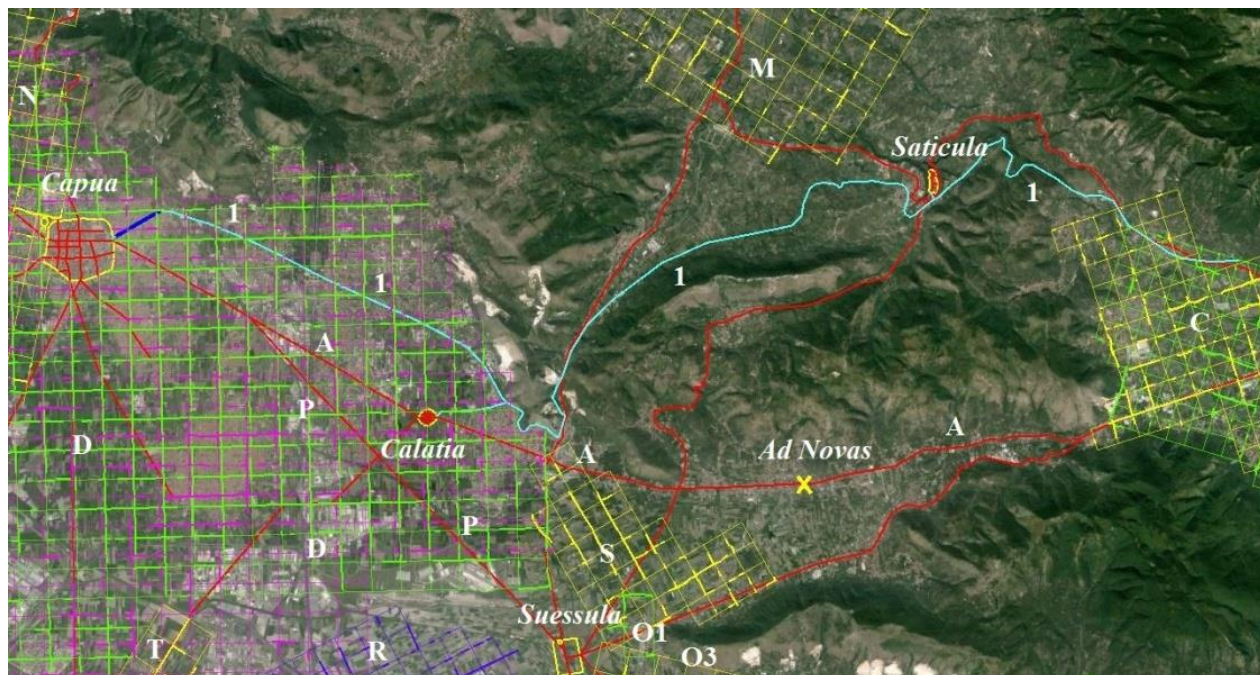 M
N
Saticula
Capua
1
1
1
1
C
A
P
D
Calatia
A
Ad Novas
A
P
D
S
Suessula
T
R
O1
O3